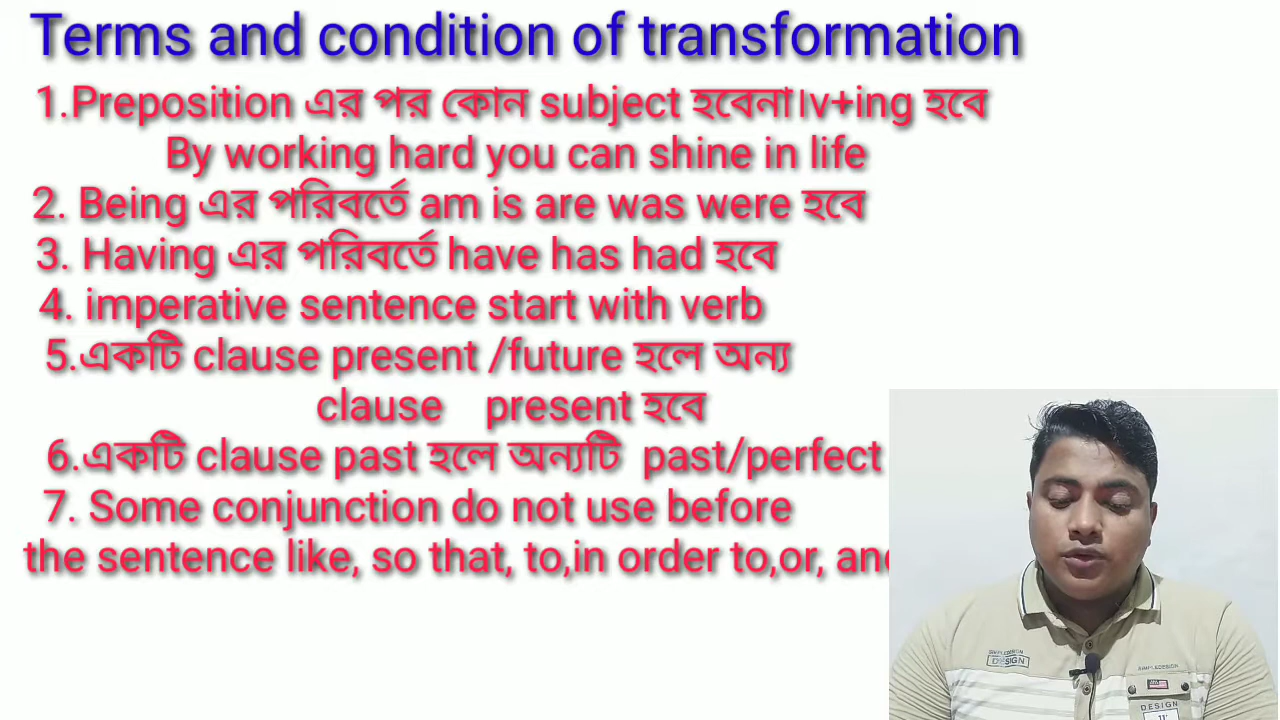 Terms and condition of transformation
1.Preposition এর পর কোন subject হবেনা।v+ing হবে
By working hard you can shine in life
2. Being এর পরিবর্তে am is are was were হবে
3. Having এর পরিবর্তে have has had হবে
4. imperative sentence start with verb
5.একটি clause present /future হলে অন্য
clause present হবে
6.একটি clause past হলে অন্যটি past/perfect
7. Some conjunction do not use before
the sentence like, so that, to,in order to,or,
DESIGN
DESIGN